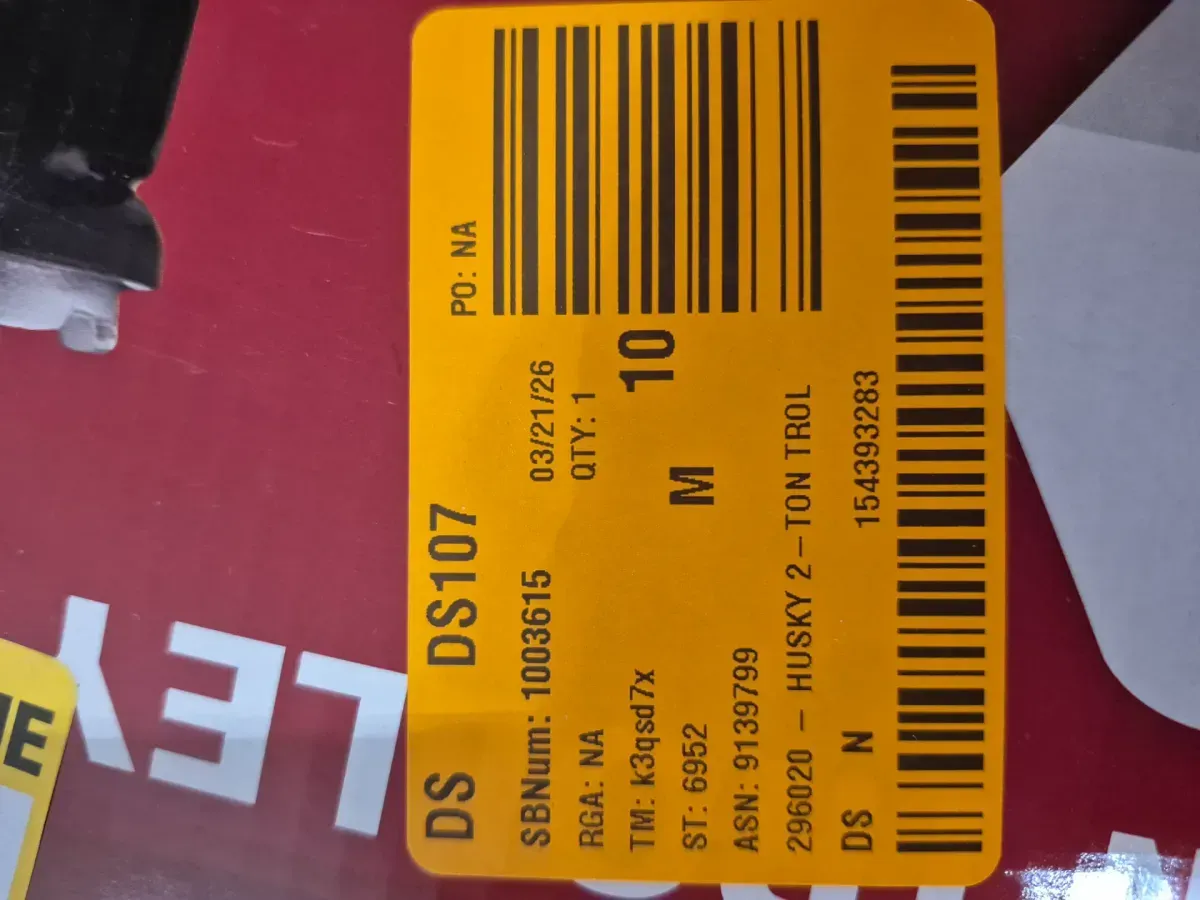 DS DS107
PO: NA
SBNum: 1003615 03/21/26
RGA: NA QTY: 1
TM: k3qsd7x 10
ST: 6952 M
ASN: 9139799
296020 – HUSKY 2–TON TROL
DS N 154393283
LEY